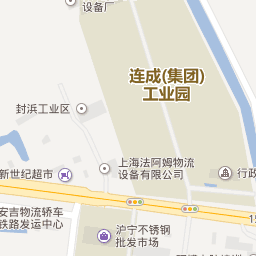 设备厂
连成(集团)
工业园
封浜工业区
上海法阿姆物流
设备有限公司
新世纪超市
行政
安吉物流轿车
铁路发运中心
沪宁不锈钢
批发市场
15